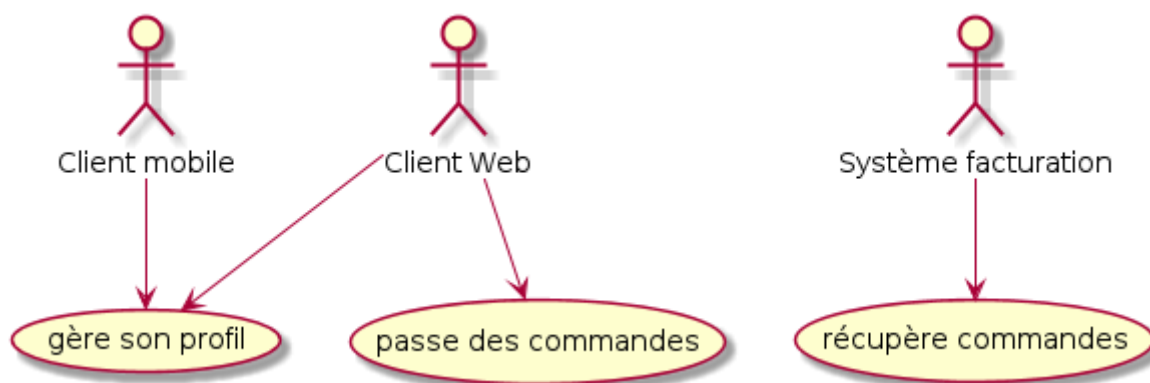 Client mobile
Client Web
Système facturation
gère son profil
passe des commandes
récupère commandes